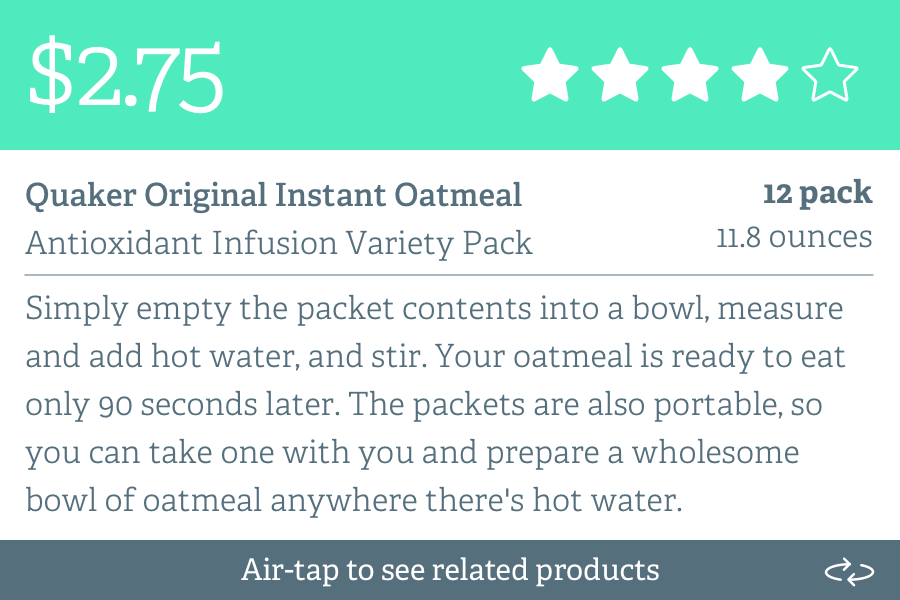 $2.75
Quaker Original Instant Oatmeal
12 pack
Antioxidant Infusion Variety Pack
11.8 ounces
Simply empty the packet contents into a bowl, measure
and add hot water, and stir. Your oatmeal is ready to eat
only 90 seconds later. The packets are also portable, so
you can take one with you and prepare a wholesome
bowl of oatmeal anywhere there's hot water.
Air-tap to see related products